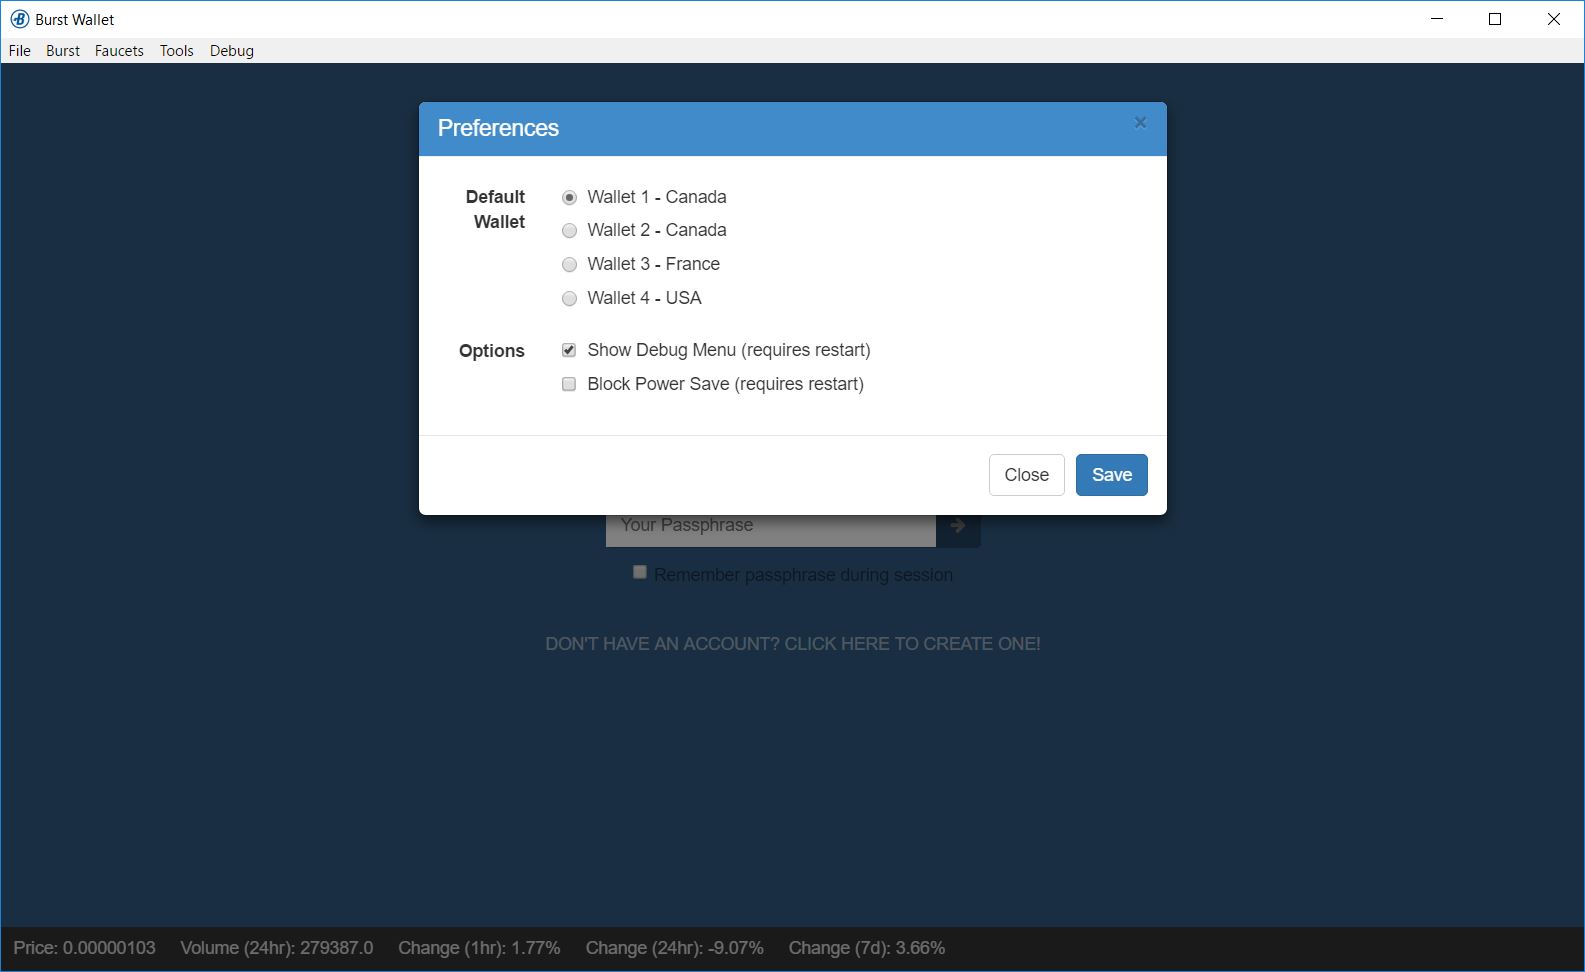 Burst Wallet
File Burst Faucets Tools Debug
Preferences
×
Default
Wallet
Wallet 1 - Canada
Wallet 2 - Canada
Wallet 3 - France
Wallet 4 - USA
Options
Show Debug Menu (requires restart)
Block Power Save (requires restart)
Close Save
Your Passphrase
Remember passphrase during session
DON'T HAVE AN ACCOUNT? CLICK HERE TO CREATE ONE!
Price: 0.00000103 Volume (24hr): 279387.0 Change (1hr): 1.77% Change (24hr): -9.07% Change (7d): 3.66%